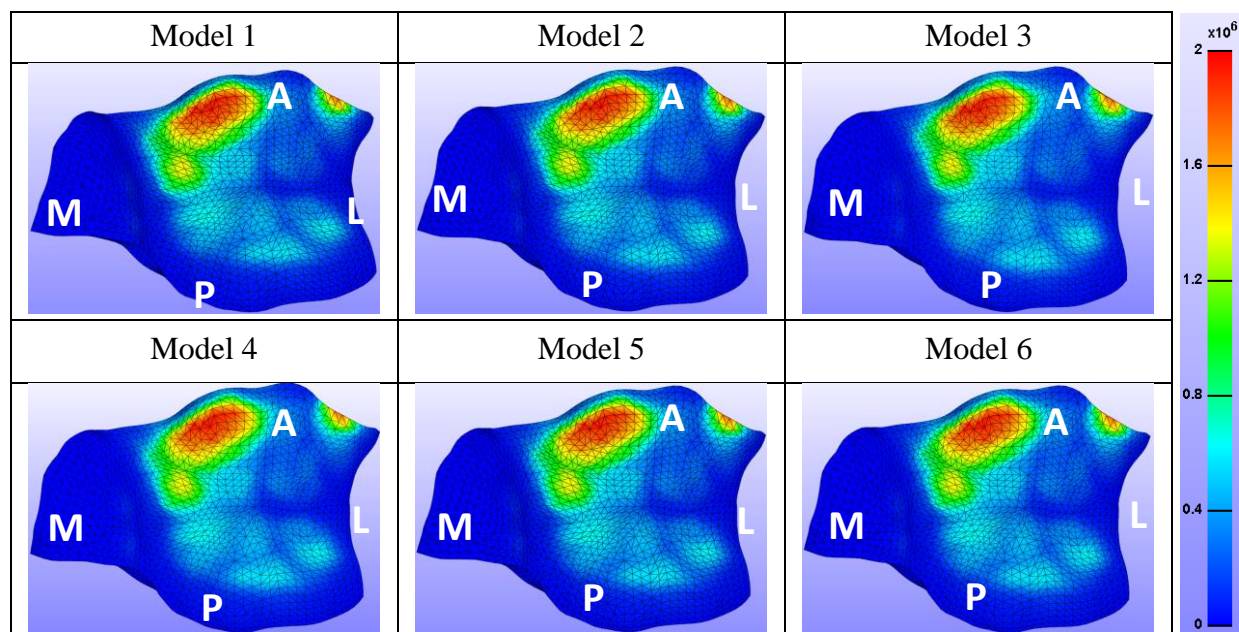 Model 1 Model 2 Model 3
A A A
M M M
L L L
P P P
Model 4 Model 5 Model 6
A A A
M M M
L L L
P P P
x10⁶
2
1.6
1.2
0.8
0.4
0